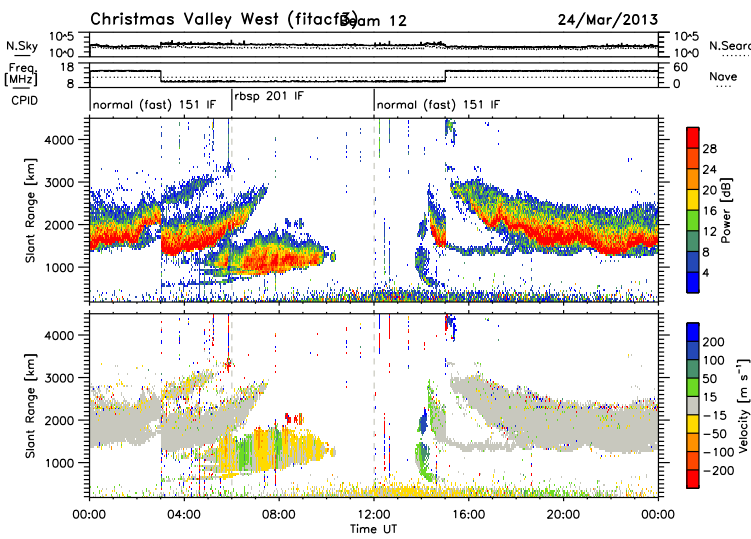 Christmas Valley West (fitacf3) Beam 12 24/Mar/2013
N.Sky 10^5 10^0 10^5 10^0 N.Searc
Freq. [MHz] 18 8 60 0 Nave
CPID normal (fast) 151 IF rbsp 201 IF normal (fast) 151 IF
Slant Range [km]
4000
3000
2000
1000
28
24
20
16
12
8
4
Power [dB]
Slant Range [km]
4000
3000
2000
1000
200
100
50
15
-15
-50
-100
-200
Velocity [m s⁻¹]
00:00 04:00 08:00 12:00 16:00 20:00 00:00
Time UT